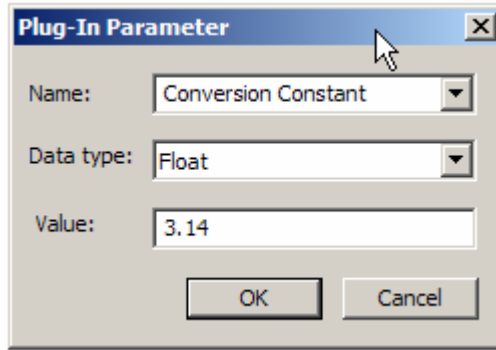 Plug-In Parameter
Name: Conversion Constant
Data type: Float
Value: 3.14
OK Cancel